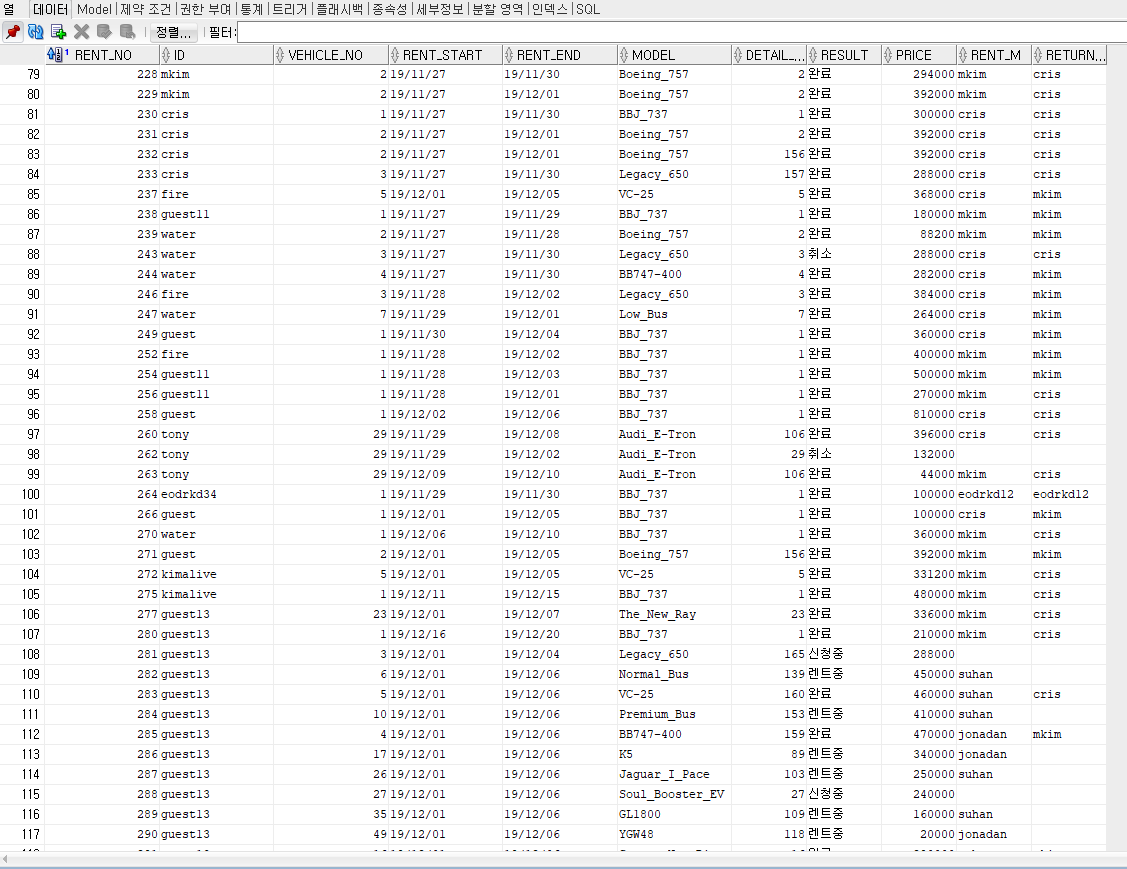 열 데이터 Model 제약 조건 권한 부여 통계 트리거 플래시백 종속성 세부정보 분할 영역 인덱스 SQL
정렬... 필터:
1 RENT_NO ID VEHICLE_NO RENT_START RENT_END MODEL DETAIL_... RESULT PRICE RENT_M RETURN...
79 228 mkim 2 19/11/27 19/11/30 Boeing_757 2 완료 294000 mkim cris
80 229 mkim 2 19/11/27 19/12/01 Boeing_757 2 완료 392000 mkim cris
81 230 cris 1 19/11/27 19/11/30 BBJ_737 1 완료 300000 cris cris
82 231 cris 2 19/11/27 19/12/01 Boeing_757 2 완료 392000 cris cris
83 232 cris 2 19/11/27 19/12/01 Boeing_757 156 완료 392000 cris cris
84 233 cris 3 19/11/27 19/11/30 Legacy_650 157 완료 288000 cris cris
85 237 fire 5 19/12/01 19/12/05 VC-25 5 완료 368000 cris mkim
86 238 guest11 1 19/11/27 19/11/29 BBJ_737 1 완료 180000 mkim mkim
87 239 water 2 19/11/27 19/11/28 Boeing_757 2 완료 88200 mkim mkim
88 243 water 3 19/11/27 19/11/30 Legacy_650 3 취소 288000 cris cris
89 244 water 4 19/11/27 19/11/30 BB747-400 4 완료 282000 cris mkim
90 246 fire 3 19/11/28 19/12/02 Legacy_650 3 완료 384000 cris mkim
91 247 water 7 19/11/29 19/12/01 Low_Bus 7 완료 264000 cris mkim
92 249 guest 1 19/11/30 19/12/04 BBJ_737 1 완료 360000 cris mkim
93 252 fire 1 19/11/28 19/12/02 BBJ_737 1 완료 400000 mkim mkim
94 254 guest11 1 19/11/28 19/12/03 BBJ_737 1 완료 500000 mkim mkim
95 256 guest11 1 19/11/28 19/12/01 BBJ_737 1 완료 270000 mkim cris
96 258 guest 1 19/12/02 19/12/06 BBJ_737 1 완료 810000 cris cris
97 260 tony 29 19/11/29 19/12/08 Audi_E-Tron 106 완료 396000 cris cris
98 262 tony 29 19/11/29 19/12/02 Audi_E-Tron 29 취소 132000
99 263 tony 29 19/12/09 19/12/10 Audi_E-Tron 106 완료 44000 mkim cris
100 264 eodrkd34 1 19/11/29 19/11/30 BBJ_737 1 완료 100000 eodrkd12 eodrkd12
101 266 guest 1 19/12/01 19/12/05 BBJ_737 1 완료 100000 cris mkim
102 270 water 1 19/12/06 19/12/10 BBJ_737 1 완료 360000 mkim cris
103 271 guest 2 19/12/01 19/12/05 Boeing_757 156 완료 392000 mkim mkim
104 272 kimalive 5 19/12/01 19/12/05 VC-25 5 완료 331200 mkim cris
105 275 kimalive 1 19/12/11 19/12/15 BBJ_737 1 완료 480000 mkim cris
106 277 guest13 23 19/12/01 19/12/07 The_New_Ray 23 완료 336000 mkim cris
107 280 guest13 1 19/12/16 19/12/20 BBJ_737 1 완료 210000 mkim cris
108 281 guest13 3 19/12/01 19/12/04 Legacy_650 165 신청중 288000
109 282 guest13 6 19/12/01 19/12/06 Normal_Bus 139 렌트중 450000 suhan
110 283 guest13 5 19/12/01 19/12/06 VC-25 160 완료 460000 suhan cris
111 284 guest13 10 19/12/01 19/12/06 Premium_Bus 153 렌트중 410000 suhan
112 285 guest13 4 19/12/01 19/12/06 BB747-400 159 완료 470000 jonadan mkim
113 286 guest13 17 19/12/01 19/12/06 K5 89 렌트중 340000 jonadan
114 287 guest13 26 19/12/01 19/12/06 Jaguar_I_Pace 103 렌트중 250000 suhan
115 288 guest13 27 19/12/01 19/12/06 Soul_Booster_EV 27 신청중 240000
116 289 guest13 35 19/12/01 19/12/06 GL1800 109 렌트중 160000 suhan
117 290 guest13 49 19/12/01 19/12/06 YGW48 118 렌트중 20000 jonadan